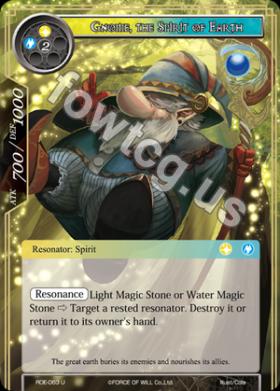 Gnome, the Spirit of Earth
2
ATK 700/DEF 1000
fowtcg.us
Resonator: Spirit
Resonance Light Magic Stone or Water Magic
Stone ⇨ Target a rested resonator. Destroy it or
return it to its owner's hand.
The great earth buries its enemies and nourishes its allies.
RDE-063 U
©FORCE OF WILL Co.,Ltd.